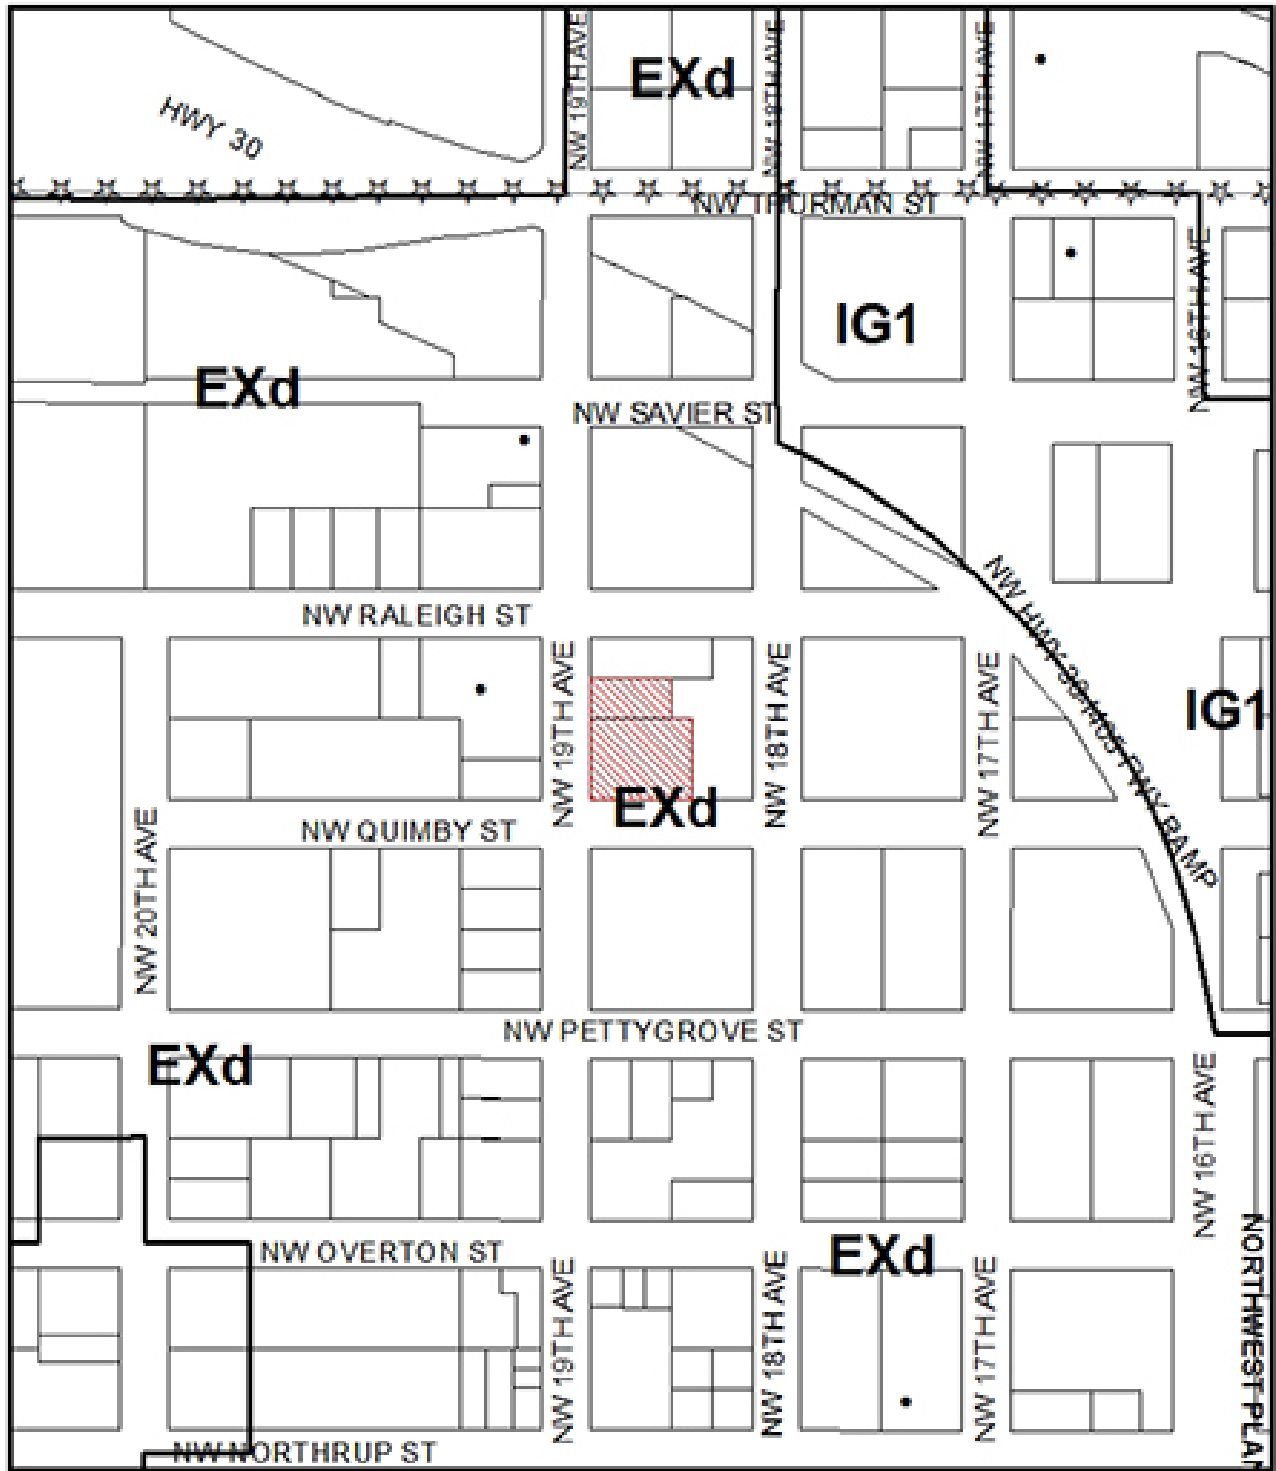 NW 19TH AVE
EXd
NW 18TH AVE
NW 17TH AVE
HWY 30
NW THURMAN ST
NW 16TH AVE
IG1
EXd
NW SAVIER ST
NW RALEIGH ST
NW 19TH AVE
NW 18TH AVE
NW 17TH AVE
IG1
EXd
NW QUIMBY ST
NW 20TH AVE
NW PETTYGROVE ST
EXd
NW 16TH AVE
NW OVERTON ST
EXd
NW 19TH AVE
NW 18TH AVE
NW 17TH AVE
NORTHWEST PLAN
NW NORTHRUP ST